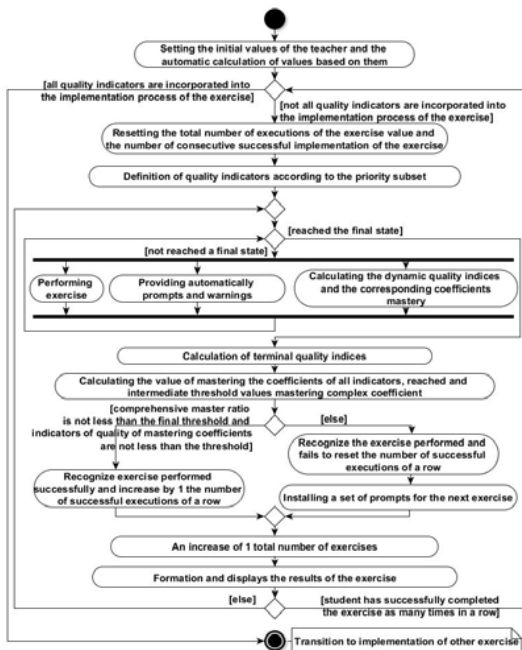 Setting the initial values of the teacher and the
automatic calculation of values based on them
[all quality indicators are incorporated into
the implementation process of the exercise]
[not all quality indicators are incorporated into
the implementation process of the exercise]
Resetting the total number of executions of the exercise value and
the number of consecutive successful implementation of the exercise
Definition of quality indicators according to the priority subset
[reached the final state]
[not reached a final state]
Performing
exercise
Providing automatically
prompts and warnings
Calculating the dynamic quality indices
and the corresponding coefficients
mastery
Calculation of terminal quality indices
Calculating the value of mastering the coefficients of all indicators, reached and
intermediate threshold values mastering complex coefficient
[comprehensive master ratio
is not less than the final threshold and
indicators of quality of mastering coefficients
are not less than the threshold]
[else]
Recognize the exercise performed and
fails to reset the number of successful
executions of a row
Recognize exercise performed
successfully and increase by 1 the number
of successful executions of a row
Installing a set of prompts for the next exercise
An increase of 1 total number of exercises
Formation and displays the results of the exercise
[else]
[student has successfully completed
the exercise as many times in a row]
Transition to implementation of other exercise